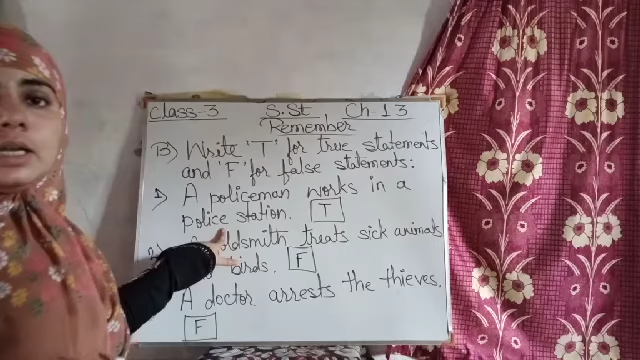 Class-3 S.St Ch 13
Remember
B) Write 'T' for true statements
and 'F' for false statements:
A policeman works in a
police station. T
ldsmith treats sick animals
birds. F
A doctor arrests the thieves.
F